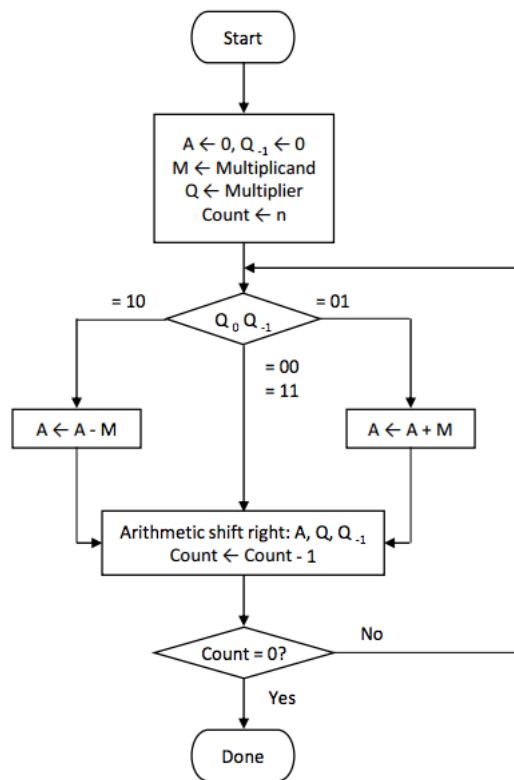 Start
A ← 0, Q₋₁ ← 0
M ← Multiplicand
Q ← Multiplier
Count ← n
= 10
= 01
Q₀ Q₋₁
= 00
= 11
A ← A - M
A ← A + M
Arithmetic shift right: A, Q, Q₋₁
Count ← Count - 1
No
Count = 0?
Yes
Done